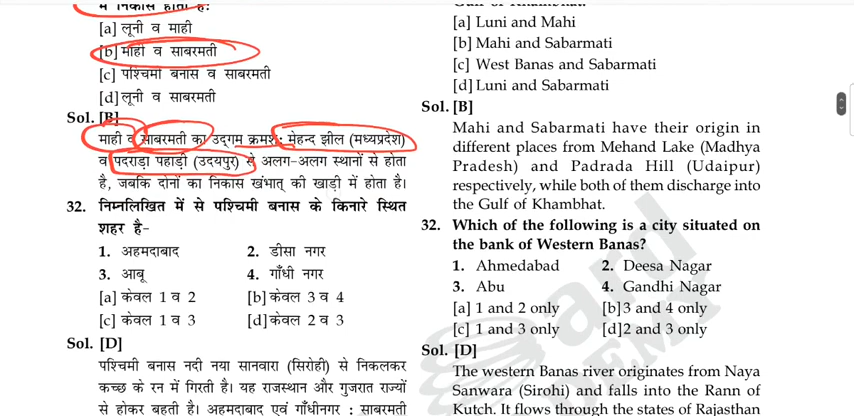 में निकास होता है:
[a] लूनी व माही
[b] माही व साबरमती
[c] पश्चिमी बनास व साबरमती
[d] लूनी व साबरमती
Sol. [B]
माही व साबरमती का उद्गम क्रमश: मेहन्द झील (मध्यप्रदेश)
व पदराड़ा पहाड़ी (उदयपुर) से अलग-अलग स्थानों से होता
है, जबकि दोनों का निकास खंभात् की खाड़ी में होता है।
32. निम्नलिखित में से पश्चिमी बनास के किनारे स्थित
शहर है–
1. अहमदाबाद 2. डीसा नगर
3. आबू 4. गाँधी नगर
[a] केवल 1 व 2 [b] केवल 3 व 4
[c] केवल 1 व 3 [d] केवल 2 व 3
Sol. [D]
पश्चिमी बनास नदी नया सानवारा (सिरोही) से निकलकर
कच्छ के रन में गिरती है। यह राजस्थान और गुजरात राज्यों
से होकर बहती है। अहमदाबाद एवं गाँधीनगर : साबरमती
[a] Luni and Mahi
[b] Mahi and Sabarmati
[c] West Banas and Sabarmati
[d] Luni and Sabarmati
Sol. [B]
Mahi and Sabarmati have their origin in
different places from Mehand Lake (Madhya
Pradesh) and Padrada Hill (Udaipur)
respectively, while both of them discharge into
the Gulf of Khambhat.
32. Which of the following is a city situated on
the bank of Western Banas?
1. Ahmedabad 2. Deesa Nagar
3. Abu 4. Gandhi Nagar
[a] 1 and 2 only [b] 3 and 4 only
[c] 1 and 3 only [d] 2 and 3 only
Sol. [D]
The western Banas river originates from Naya
Sanwara (Sirohi) and falls into the Rann of
Kutch. It flows through the states of Rajasthan